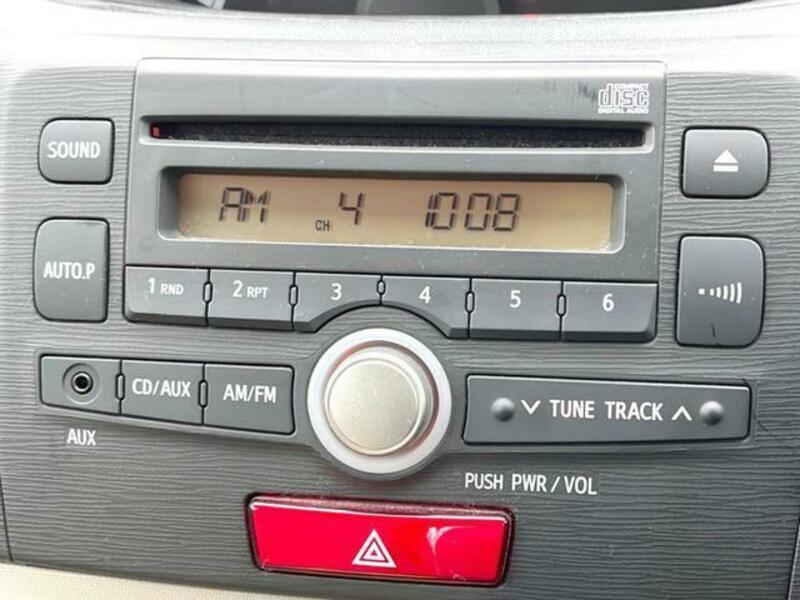 COMPACT
disc
DIGITAL AUDIO
SOUND
AM CH 4 1008
AUTO.P
1 RND 2 RPT 3 4 5 6
CD/AUX AM/FM
TUNE TRACK
AUX
PUSH PWR/VOL